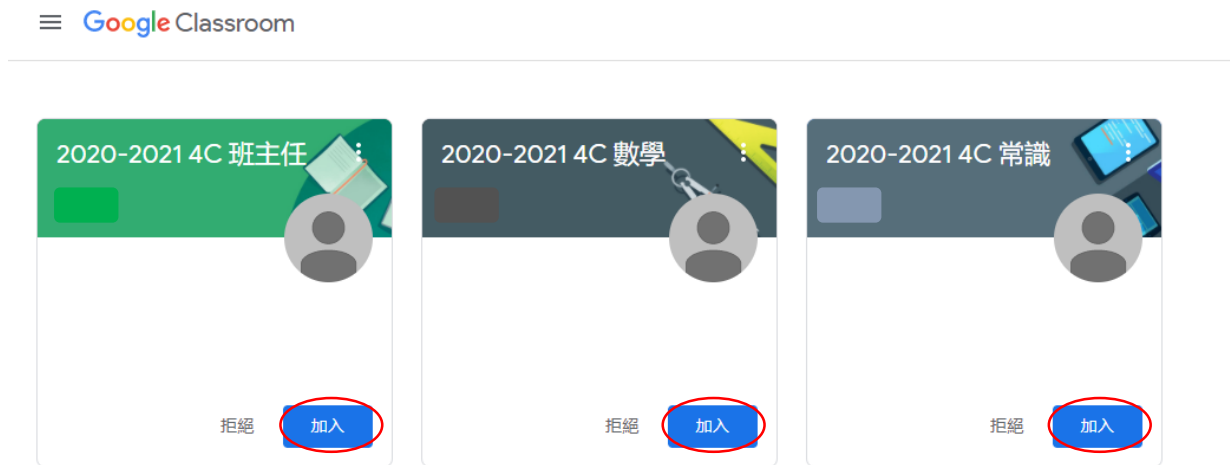 Google Classroom
2020-2021 4C 班主任
2020-2021 4C 數學
2020-2021 4C 常識
拒絕 加入
拒絕 加入
拒絕 加入